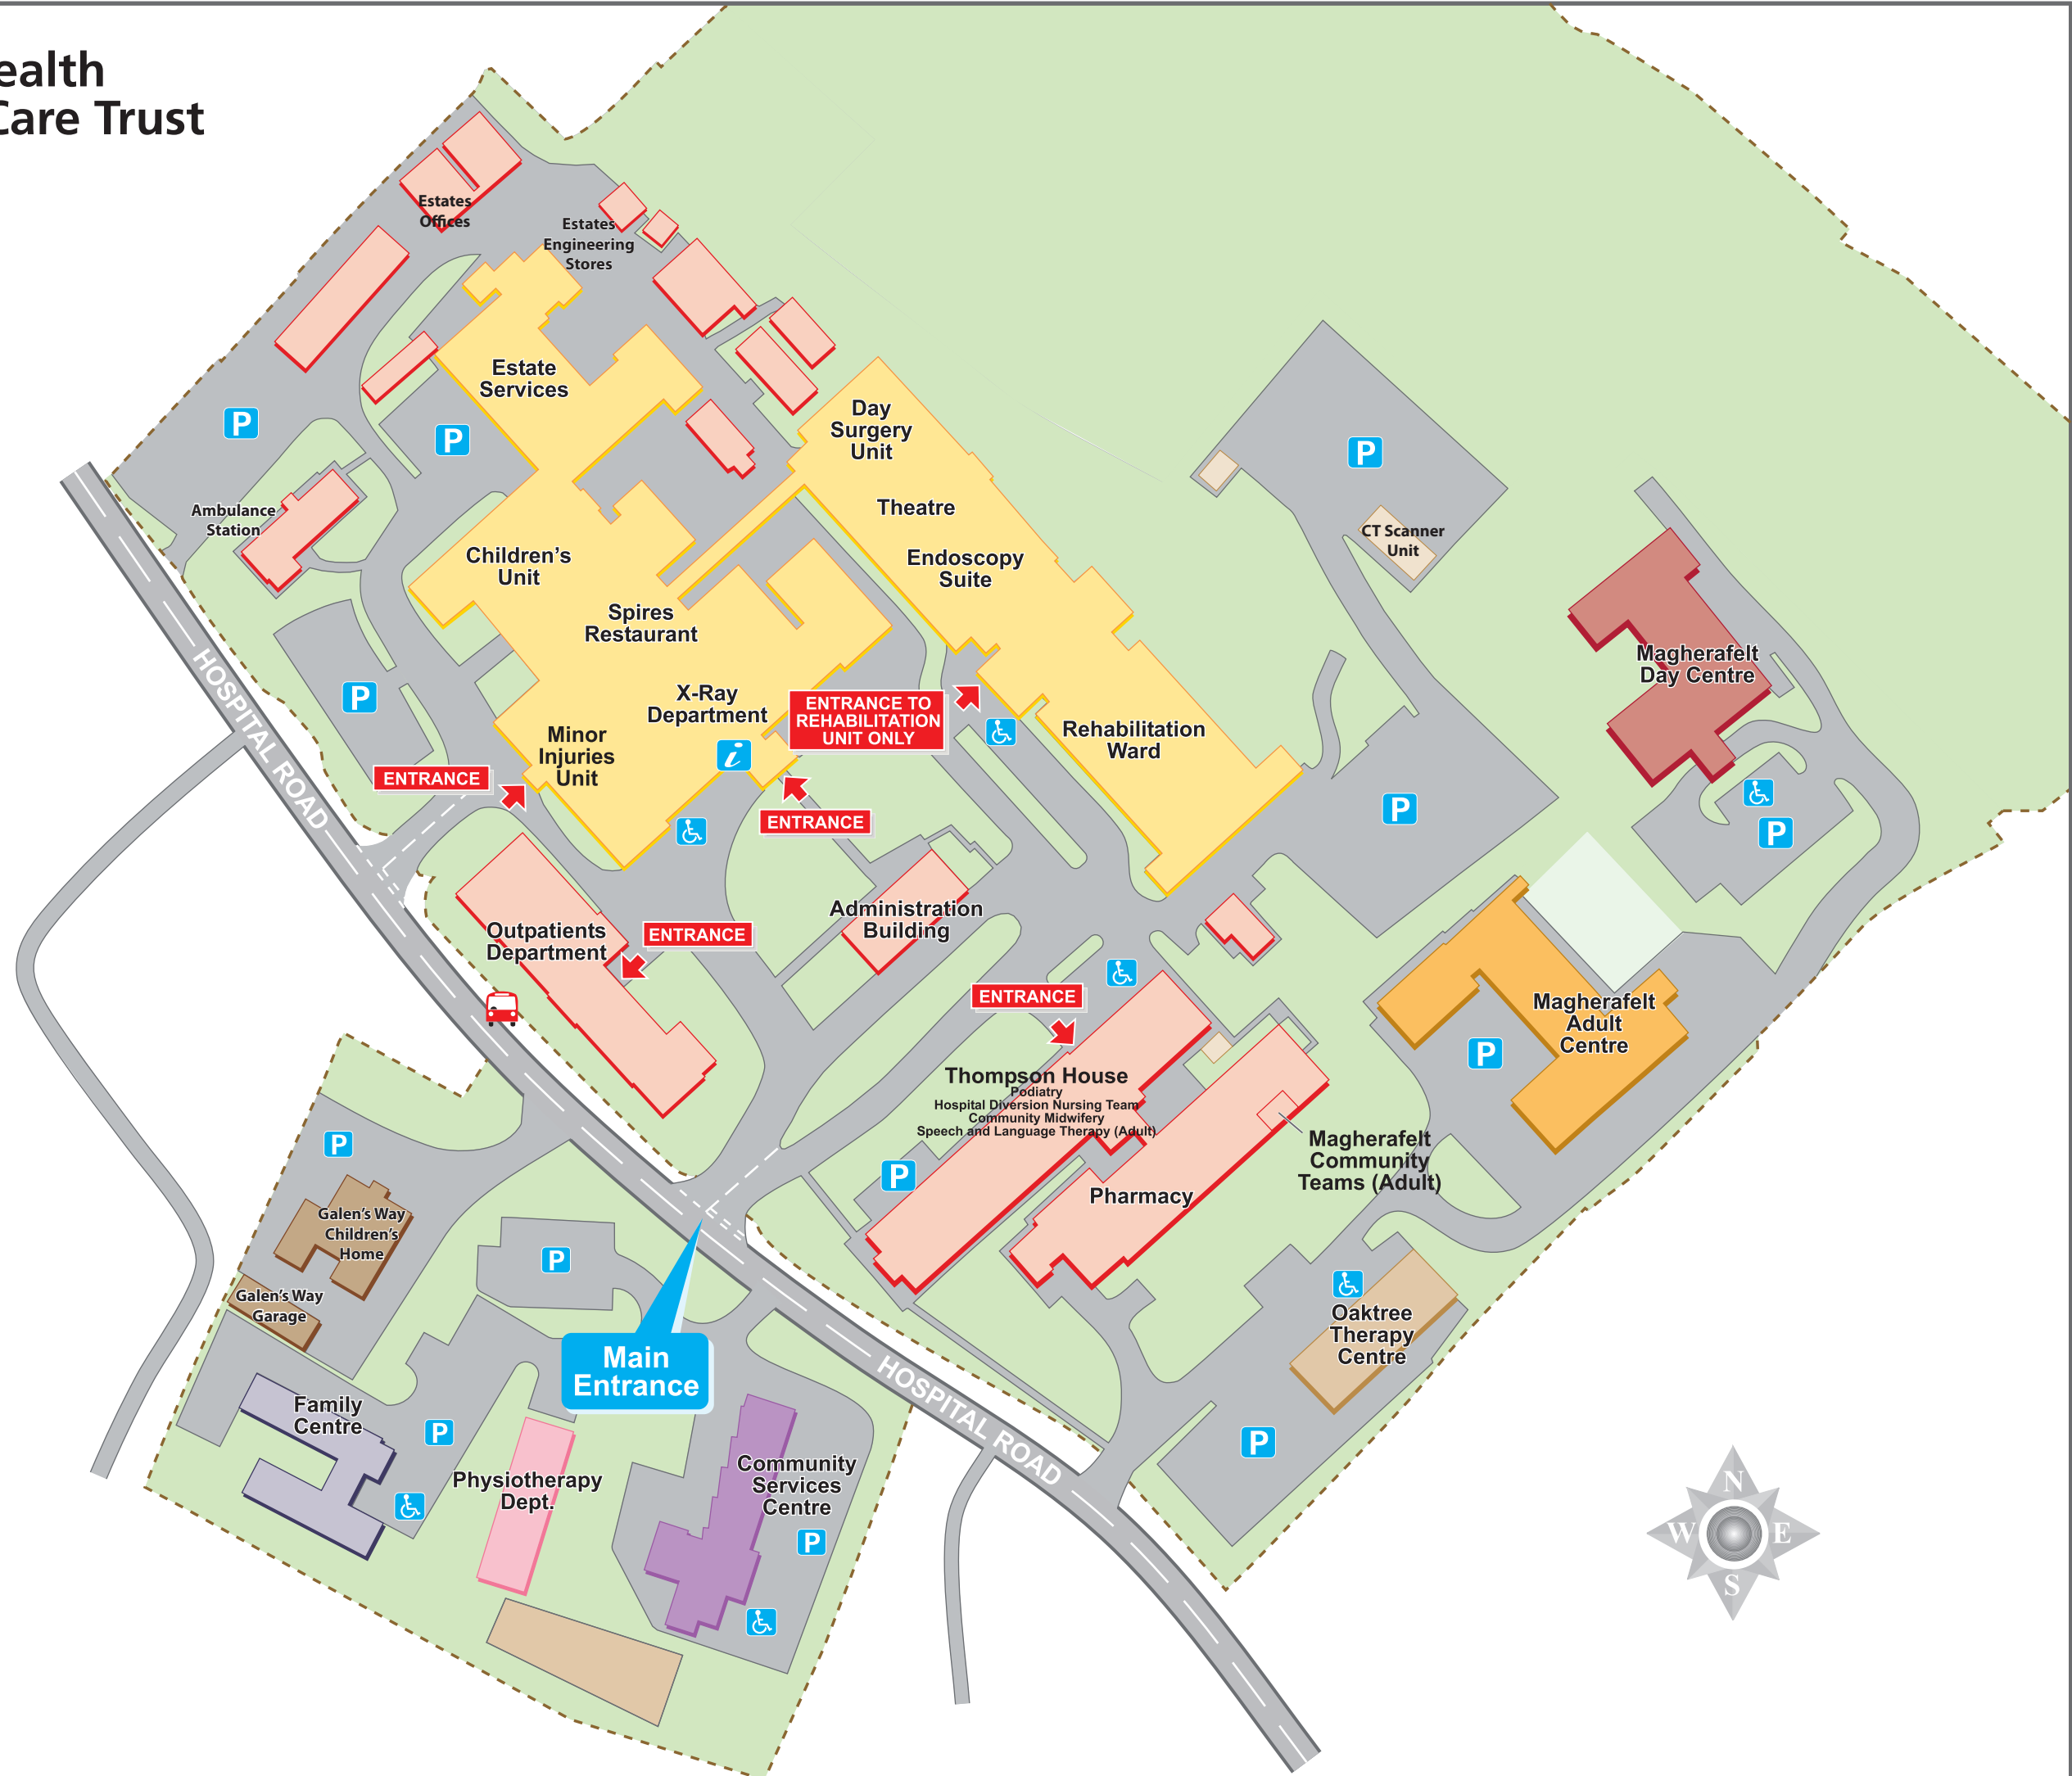 ealth
Care Trust
Estates
Offices
Estates
Engineering
Stores
Estate
Services
P
P
Day
Surgery
Unit
P
Theatre
Ambulance
Station
CT Scanner
Unit
Children's
Unit
Endoscopy
Suite
Spires
Restaurant
Magherafelt
Day Centre
P
X-Ray
Department
ENTRANCE TO
REHABILITATION
UNIT ONLY
Rehabilitation
Ward
HOSPITAL ROAD
Minor
Injuries
Unit
i
ENTRANCE
ENTRANCE
P
P
Administration
Building
Outpatients
Department
ENTRANCE
ENTRANCE
Magherafelt
Adult
Centre
P
Thompson House
Podiatry
Hospital Diversion Nursing Team
Community Midwifery
Speech and Language Therapy (Adult)
P
P
Magherafelt
Community
Teams (Adult)
Pharmacy
Galen's Way
Children's
Home
P
Galen's Way
Garage
Oaktree
Therapy
Centre
Main
Entrance
HOSPITAL ROAD
Family
Centre
P
P
Physiotherapy
Dept.
Community
Services
Centre
P
N
W
E
S